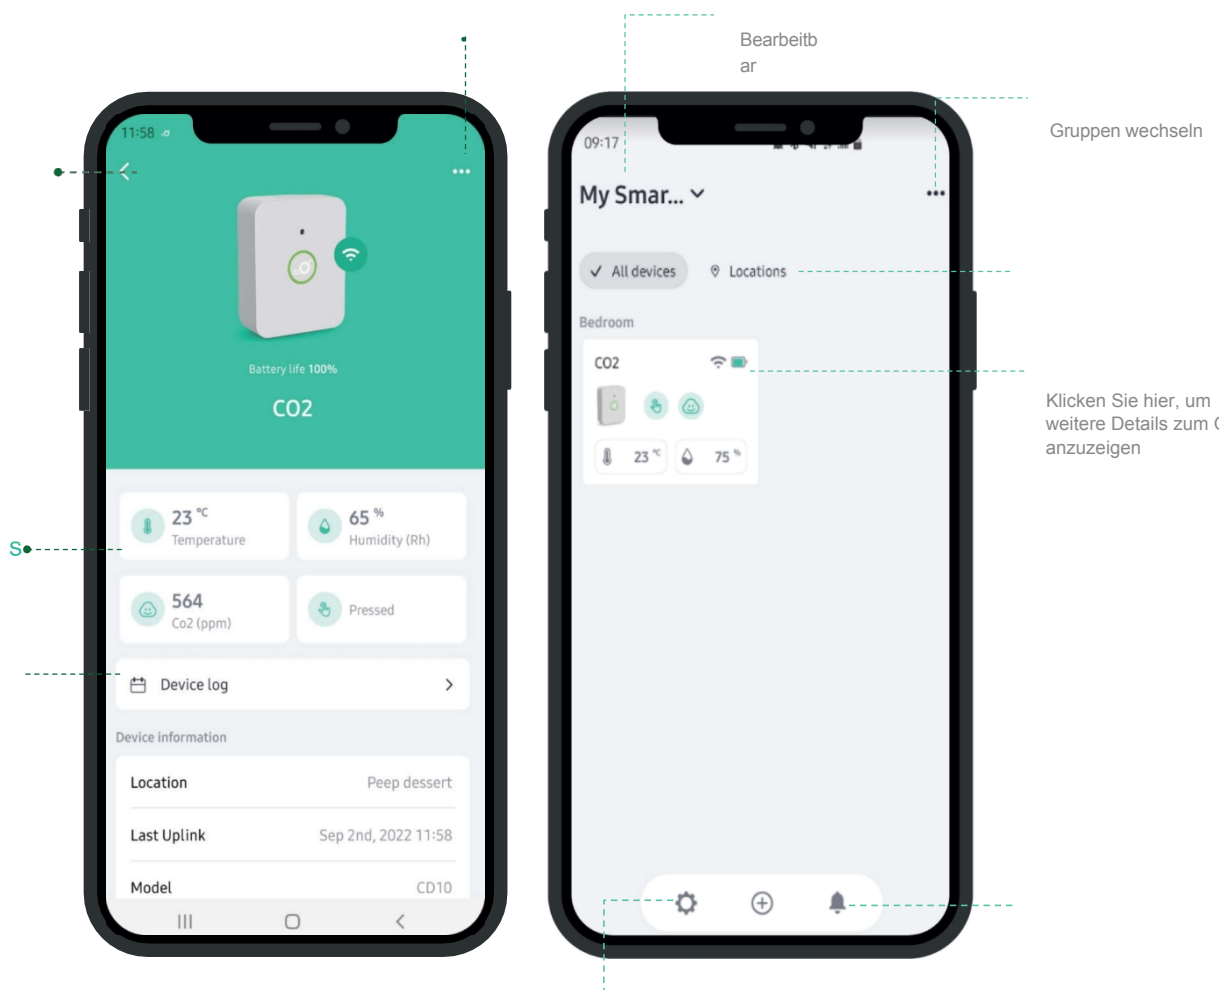 Bearbeitb
ar
Gruppen wechseln
11:58
Battery life 100%
CO2
23 °C
Temperature
65 %
Humidity (Rh)
S
564
Co2 (ppm)
Pressed
Device log
Device information
Location
Peep dessert
Last Uplink
Sep 2nd, 2022 11:58
Model
CD10
09:17
My Smar...
All devices
Locations
Bedroom
CO2
23 °C
75 %
Klicken Sie hier, um
weitere Details zum
anzuzeigen